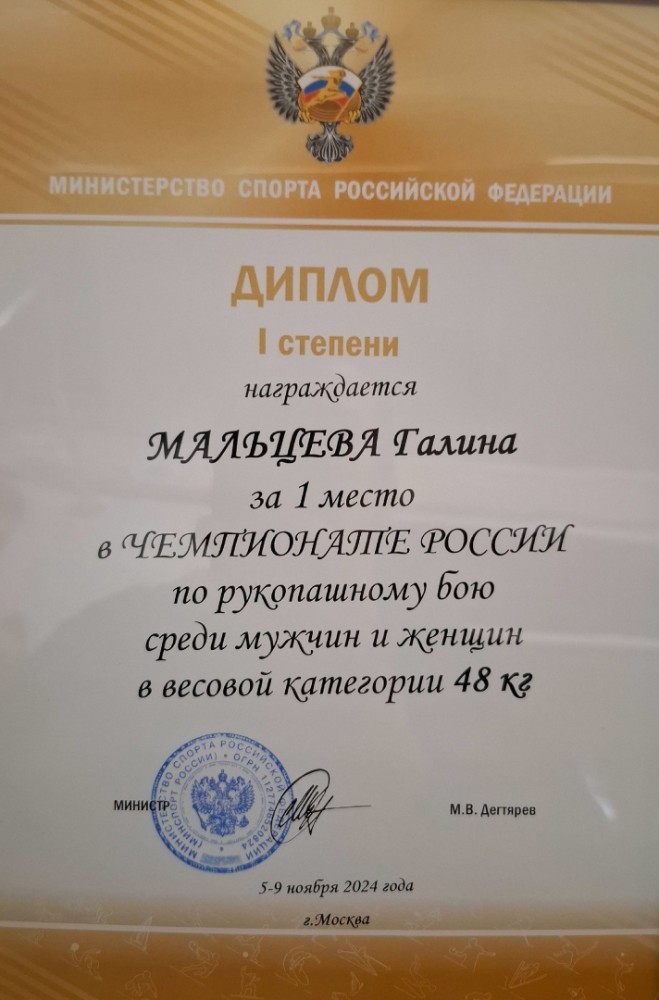 МИНИСТЕРСТВО СПОРТА РОССИЙСКОЙ ФЕДЕРАЦИИ
ДИПЛОМ
I степени
награждается
МАЛЬЦЕВА Галина
за 1 место
в ЧЕМПИОНАТЕ РОССИИ
по рукопашному бою
среди мужчин и женщин
в весовой категории 48 кг
МИНИСТР
М.В. Дегтярев
5-9 ноября 2024 года
г.Москва